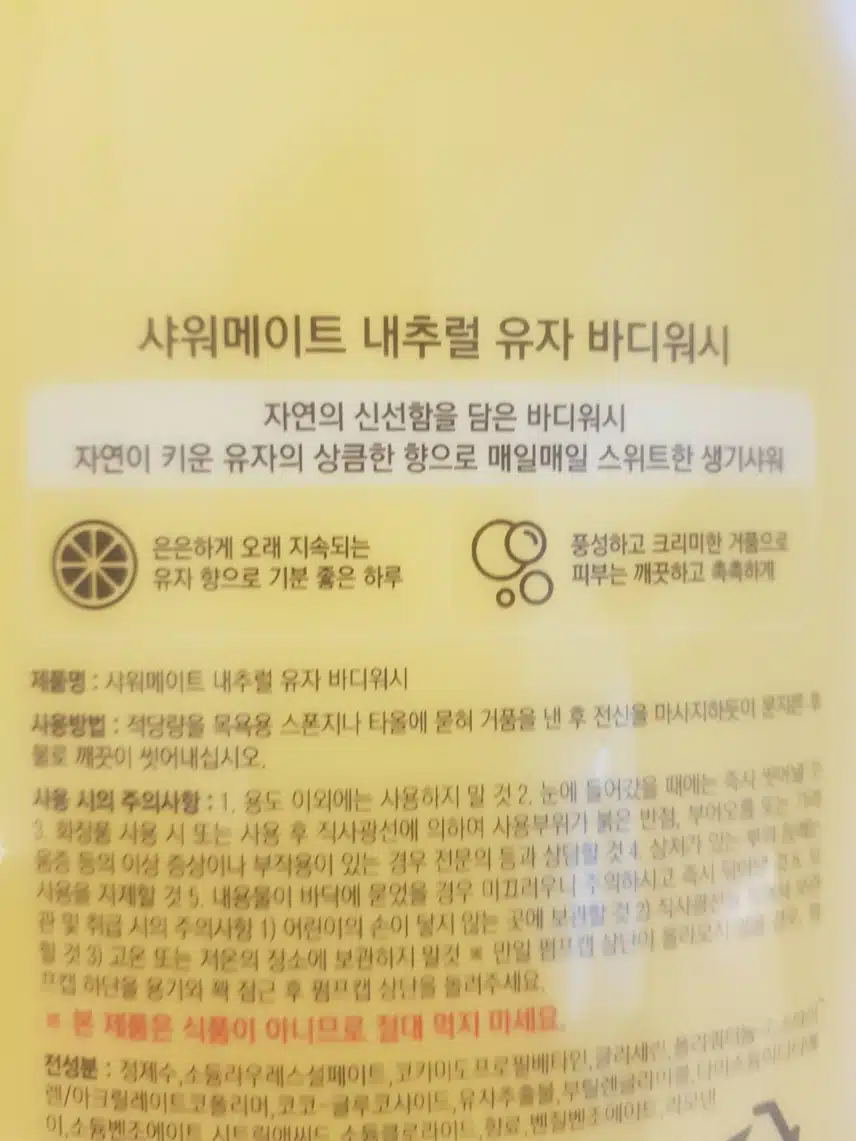 샤워메이트 내추럴 유자 바디워시
자연의 신선함을 담은 바디워시
자연이 키운 유자의 상큼한 향으로 매일매일 스위트한 생기샤워
은은하게 오래 지속되는
유자 향으로 기분 좋은 하루
풍성하고 크리미한 거품으로
피부는 깨끗하고 촉촉하게
제품명 : 샤워메이트 내추럴 유자 바디워시
사용방법 : 적당량을 목욕용 스폰지나 타올에 묻혀 거품을 낸 후 전신을 마사지하듯이 문지른 후
물로 깨끗이 씻어내십시오.
사용 시의 주의사항 : 1. 용도 이외에는 사용하지 말 것 2. 눈에 들어갔을 때에는 즉시 씻어낼
3. 화장품 사용 시 또는 사용 후 직사광선에 의하여 사용부위가 붉은 반점, 부어오름 또는
움증 등의 이상 증상이나 부작용이 있는 경우 전문의 등과 상담할 것 4. 상처가 있는 부위 등에는
사용을 자제할 것 5. 내용물이 바닥에 묻었을 경우 미끄러우니 주의하시고 즉시
관 및 취급 시의 주의사항 1) 어린이의 손이 닿지 않는 곳에 보관할 것 2) 직사광선을
할 것 3) 고온 또는 저온의 장소에 보관하지 말것 ※ 만일 펌프캡 상단이 올라오지
프캡 하단을 용기와 꽉 잠근 후 펌프캡 상단을 돌려주세요.
※ 본 제품은 식품이 아니므로 절대 먹지 마세요.
전성분 : 정제수,소듐라우레스설페이트,코카미도프로필베타인,글리세린,
렌/아크릴레이트코폴리머,코코-글루코사이드,유자추출물,부틸렌글라이콜,
이,소듐벤조에이트,시트릭애씨드,소듐클로라이드,향료,벤질벤조에이트,리모넨